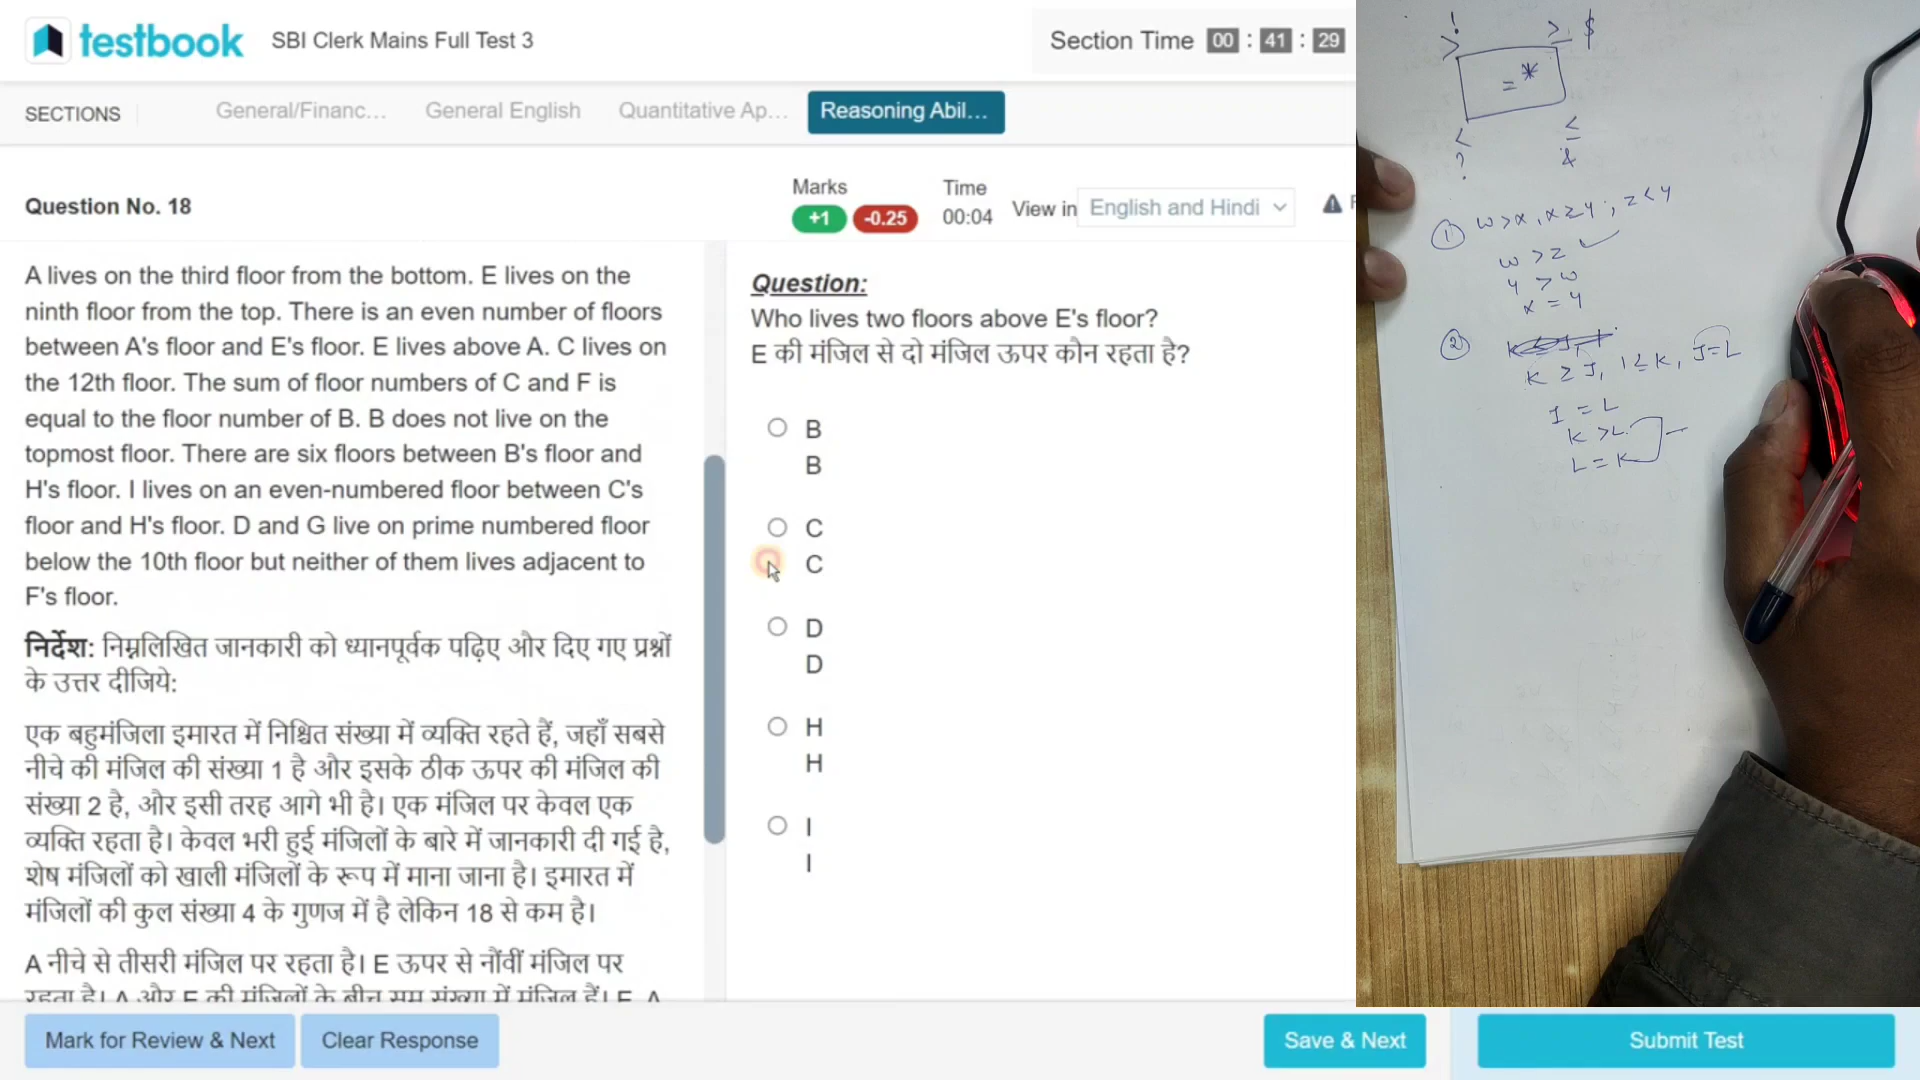 testbook
SBI Clerk Mains Full Test 3
Section Time 00 : 41 : 29
SECTIONS
General/Financ...
General English
Quantitative Ap...
Reasoning Abil...
Question No. 18
Marks
+1 -0.25
Time
00:04
View in English and Hindi
A lives on the third floor from the bottom. E lives on the
ninth floor from the top. There is an even number of floors
between A's floor and E's floor. E lives above A. C lives on
the 12th floor. The sum of floor numbers of C and F is
equal to the floor number of B. B does not live on the
topmost floor. There are six floors between B's floor and
H's floor. I lives on an even-numbered floor between C's
floor and H's floor. D and G live on prime numbered floor
below the 10th floor but neither of them lives adjacent to
F's floor.
निर्देश: निम्नलिखित जानकारी को ध्यानपूर्वक पढ़िए और दिए गए प्रश्नों
के उत्तर दीजिये:
एक बहुमंजिला इमारत में निश्चित संख्या में व्यक्ति रहते हैं, जहाँ सबसे
नीचे की मंजिल की संख्या 1 है और इसके ठीक ऊपर की मंजिल की
संख्या 2 है, और इसी तरह आगे भी है। एक मंजिल पर केवल एक
व्यक्ति रहता है। केवल भरी हुई मंजिलों के बारे में जानकारी दी गई है,
शेष मंजिलों को खाली मंजिलों के रूप में माना जाना है। इमारत में
मंजिलों की कुल संख्या 4 के गुणज में है लेकिन 18 से कम है।
A नीचे से तीसरी मंजिल पर रहता है। E ऊपर से नौंवीं मंजिल पर
रहता है। A और E की मंजिलों के बीच सम संख्या में मंजिल हैं। E, A
Question:
Who lives two floors above E's floor?
E की मंजिल से दो मंजिल ऊपर कौन रहता है?
B
B
C
C
D
D
H
H
I
I
Mark for Review & Next
Clear Response
Save & Next
Submit Test
! ≥ $
>
= *
< ≤
? &
① W > X, X ≥ Y, Z < Y
W > Z ✓
Y > W
X = Y
②
K ≥ J, I ≤ K, J = L
I = L
K > L
L = K